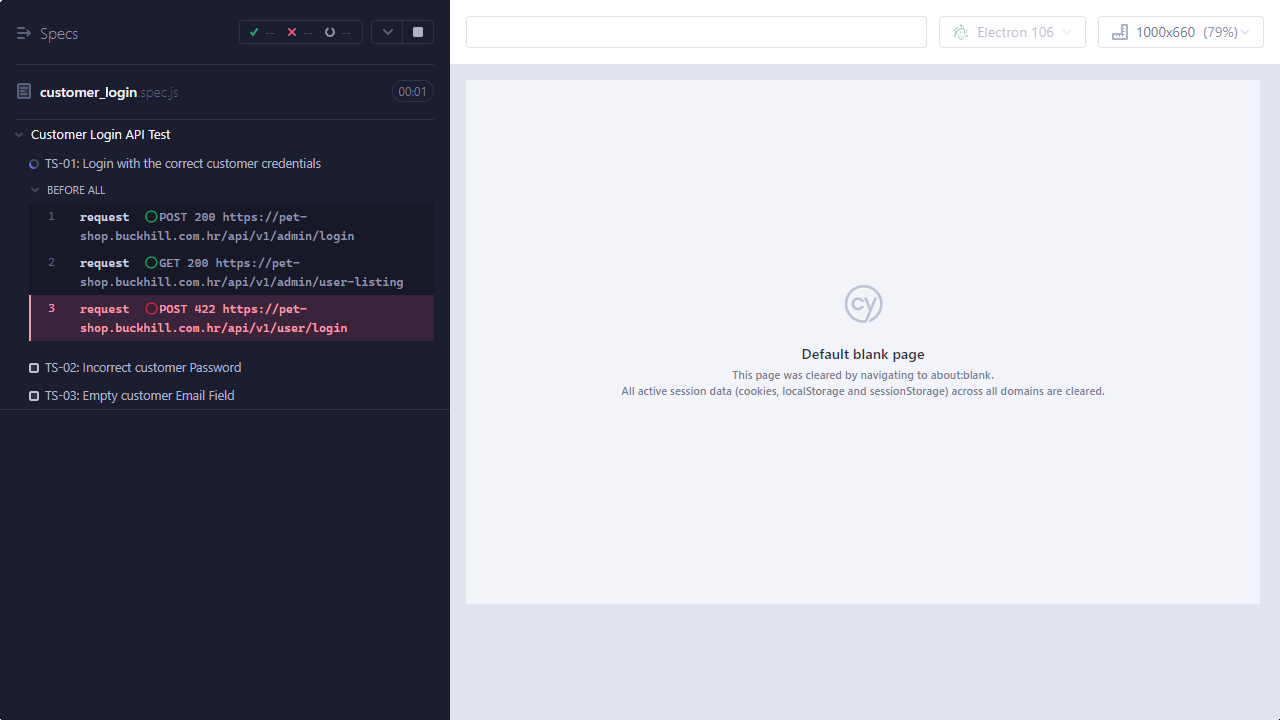 Specs
-- -- --
customer_login.spec.js 00:01
Customer Login API Test
TS-01: Login with the correct customer credentials
BEFORE ALL
1 request POST 200 https://pet-
shop.buckhill.com.hr/api/v1/admin/login
2 request GET 200 https://pet-
shop.buckhill.com.hr/api/v1/admin/user-listing
3 request POST 422 https://pet-
shop.buckhill.com.hr/api/v1/user/login
TS-02: Incorrect customer Password
TS-03: Empty customer Email Field
Electron 106
1000x660 (79%)
cy
Default blank page
This page was cleared by navigating to about:blank.
All active session data (cookies, localStorage and sessionStorage) across all domains are cleared.